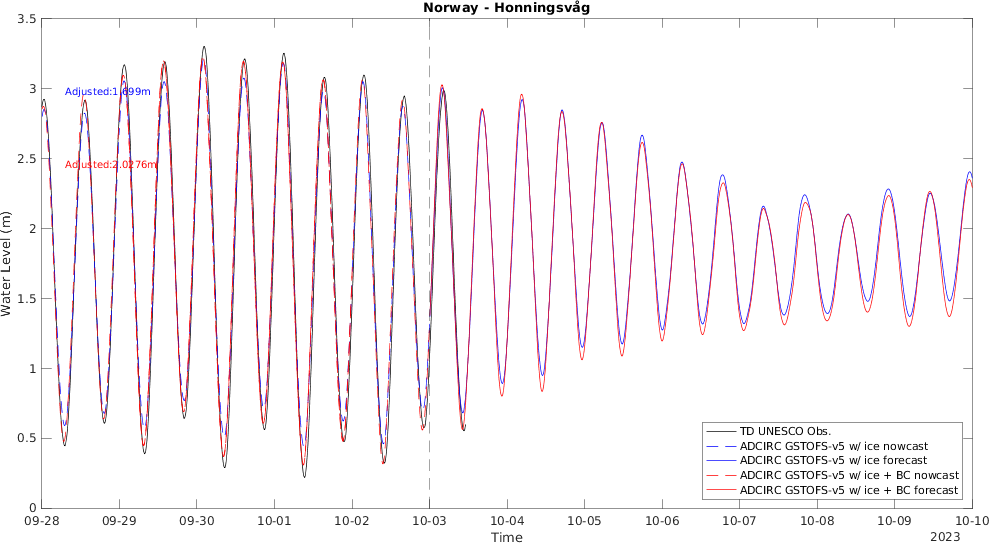 Norway - Honningsvåg
3.5
3
2.5
2
1.5
1
0.5
0
Water Level (m)
Adjusted:1.699m
Adjusted:2.0276m
TD UNESCO Obs.
ADCIRC GSTOFS-v5 w/ ice nowcast
ADCIRC GSTOFS-v5 w/ ice forecast
ADCIRC GSTOFS-v5 w/ ice + BC nowcast
ADCIRC GSTOFS-v5 w/ ice + BC forecast
09-28 09-29 09-30 10-01 10-02 10-03 10-04 10-05 10-06 10-07 10-08 10-09 10-10
Time
2023